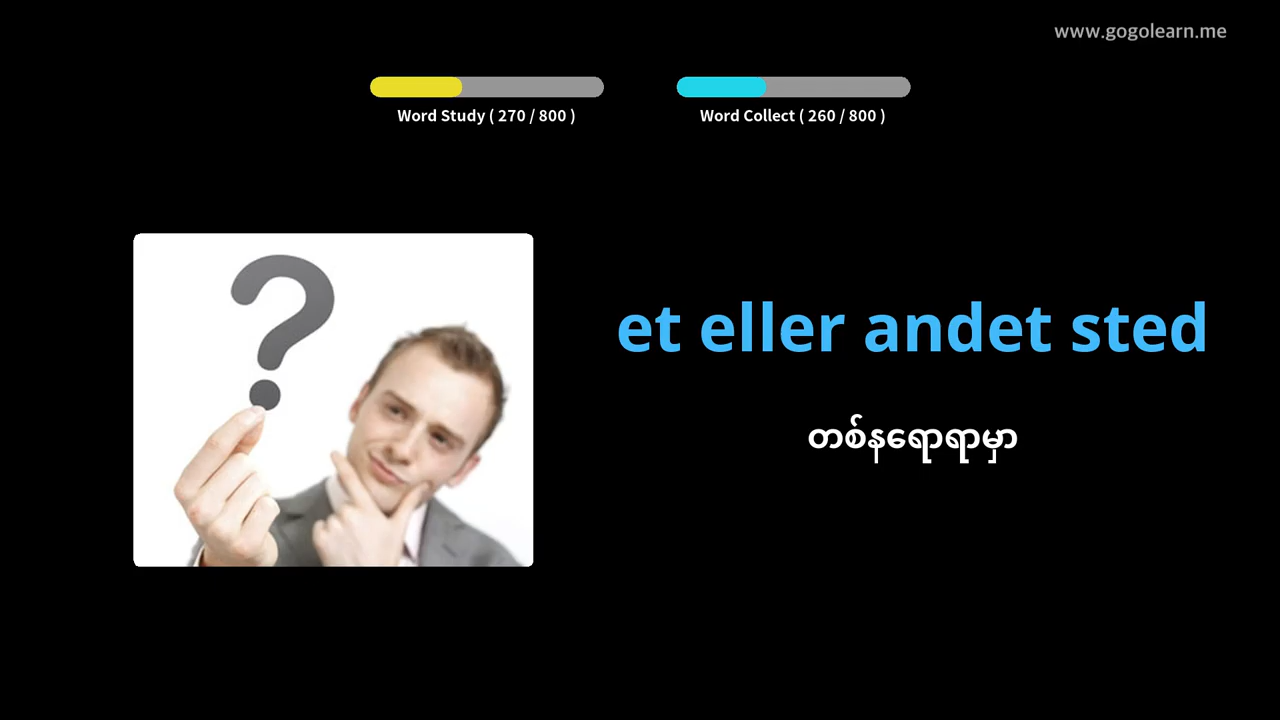 www.gogolearn.me
Word Study ( 270 / 800 )
Word Collect ( 260 / 800 )
et eller andet sted
တစ်နရောရာမှာ